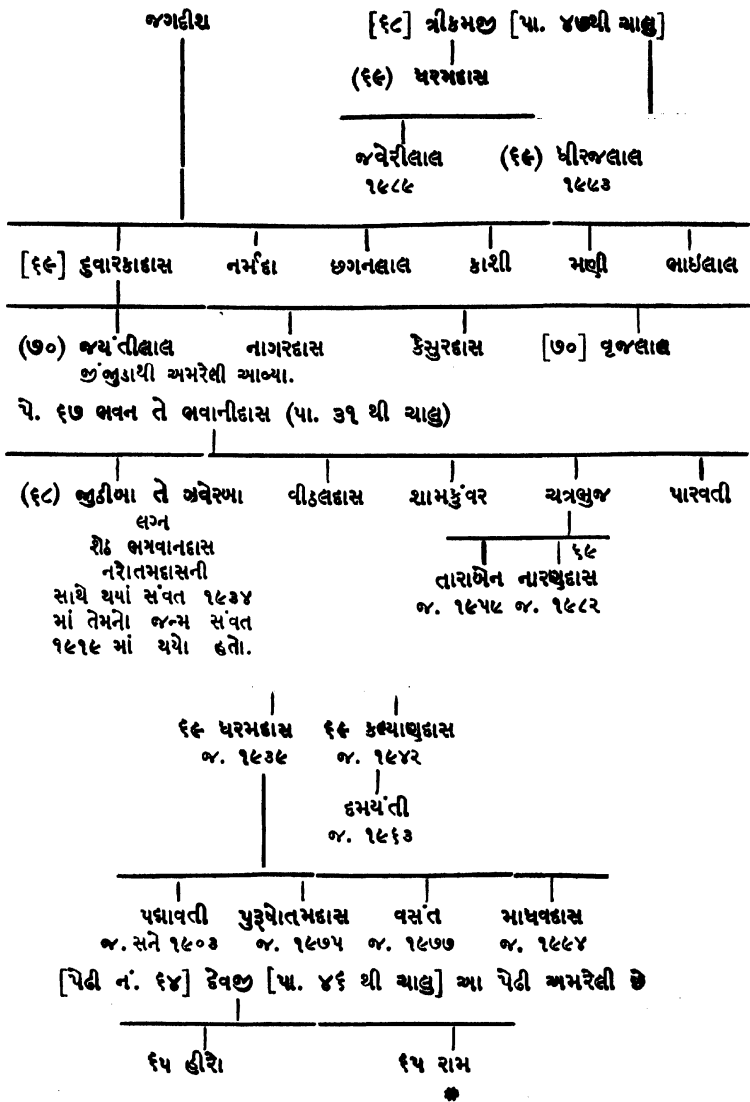 જગદીશ [૬૮] ત્રીકમજી [પા. ૪૭થી ચાલુ]
(૬૯) ધરમદાસ
જવેરીલાલ (૬૯) ધીરજલાલ
૧૯૮૯ ૧૯૯૩
[૬૯] દુવારકાદાસ નર્મદા છગનલાલ કાશી મણી ભાઇલાલ
(૭૦) જયંતીલાલ નાગરદાસ કેસુરદાસ [૭૦] વૃજલાલ
જીંજુડાથી અમરેલી આવ્યા.
પે. ૬૭ ભવન તે ભવાનીદાસ (પા. ૩૧ થી ચાલુ)
(૬૮) જુઠીબા તે ઝવેરબા વીઠલદાસ શામકુંવર ચત્રભુજ પારવતી
લગ્ન
શેઠ ભગવાનદાસ ૬૯
નરોતમદાસની તારાબેન નારણદાસ
સાથે થયાં સંવત ૧૯૩૪ જ. ૧૯૫૯ જ. ૧૯૮૨
માં તેમનો જન્મ સંવત
૧૯૧૯ માં થયો હતો.
૬૯ ધરમદાસ ૬૯ કલ્યાણદાસ
જ. ૧૯૩૯ જ. ૧૯૪૨
દમયંતી
જ. ૧૯૬૩
પદ્માવતી પુરૂષોતમદાસ વસંત માધવદાસ
જ. સને ૧૯૦૩ જ. ૧૯૭૫ જ. ૧૯૭૭ જ. ૧૯૯૪
[પેઢી નં. ૬૪] દેવજી [પા. ૪૬ થી ચાલુ] આ પેઢી અમરેલી છે
૬૫ હીરો ૬૫ રામ